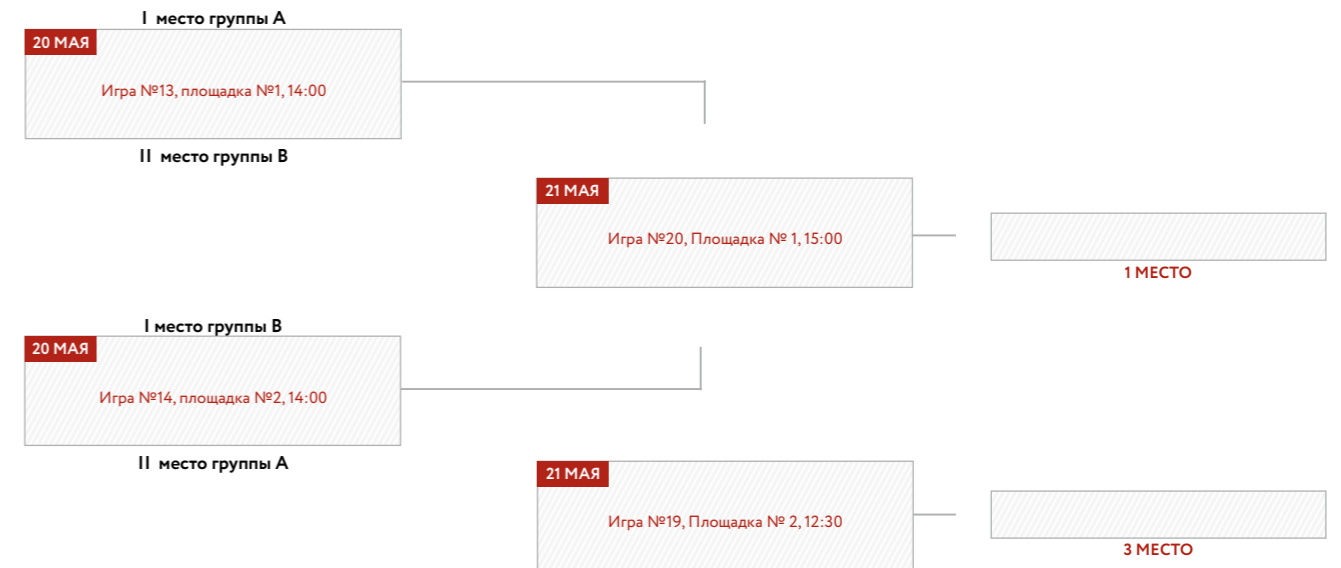 I место группы А
20 МАЯ
Игра №13, площадка №1, 14:00
II место группы В
21 МАЯ
Игра №20, Площадка № 1, 15:00
1 МЕСТО
I место группы В
20 МАЯ
Игра №14, площадка №2, 14:00
II место группы А
21 МАЯ
Игра №19, Площадка № 2, 12:30
3 МЕСТО